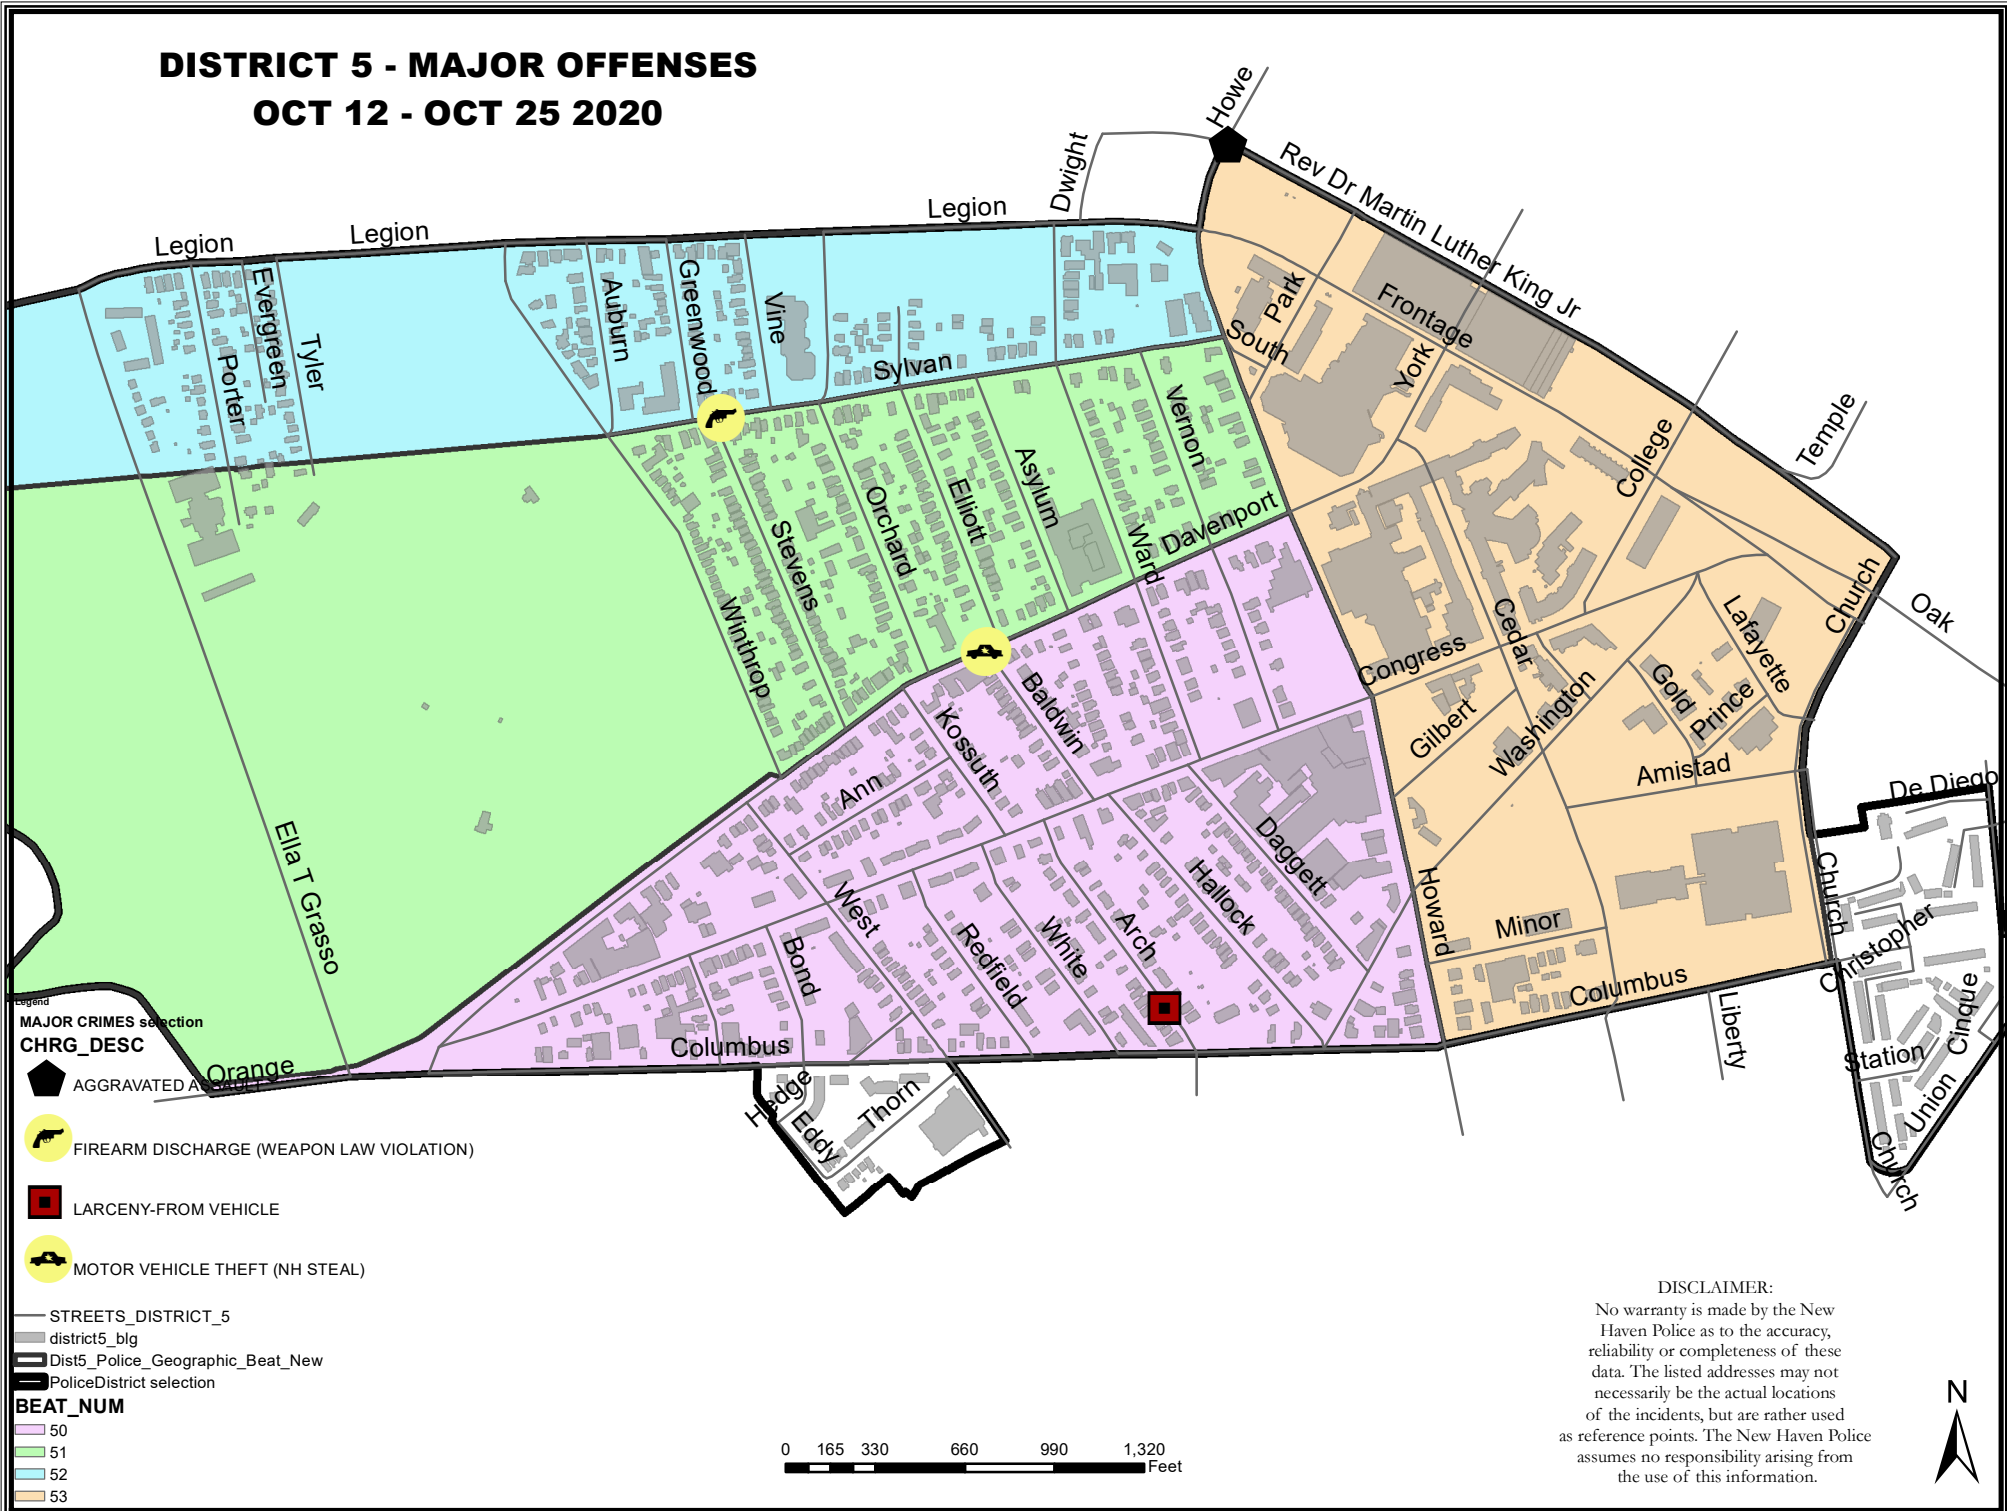 DISTRICT 5 - MAJOR OFFENSES
OCT 12 - OCT 25 2020
Howe
Dwight
Rev Dr Martin Luther King Jr
Legion
Legion
Legion
Evergreen
Porter
Tyler
Auburn
Greenwood
Vine
Sylvan
Park
South
Frontage
York
College
Temple
Church
Oak
Vernon
Asylum
Elliott
Orchard
Stevens
Winthrop
Ward
Davenport
Cedar
Congress
Lafayette
Gold
Prince
Washington
Gilbert
Amistad
De Diego
Baldwin
Kossuth
Ann
Ella T Grasso
Daggett
Hallock
Howard
West
Bond
Redfield
White
Arch
Minor
Columbus
Church
Christopher
Cinque
Liberty
Station
Union
Church
Columbus
Orange
Hedge
Eddy
Thorn
Legend
MAJOR CRIMES selection
CHRG_DESC
AGGRAVATED ASSAULT
FIREARM DISCHARGE (WEAPON LAW VIOLATION)
LARCENY-FROM VEHICLE
MOTOR VEHICLE THEFT (NH STEAL)
STREETS_DISTRICT_5
district5_blg
Dist5_Police_Geographic_Beat_New
PoliceDistrict selection
BEAT_NUM
50
51
52
53
0 165 330 660 990 1,320
Feet
DISCLAIMER:
No warranty is made by the New
Haven Police as to the accuracy,
reliability or completeness of these
data. The listed addresses may not
necessarily be the actual locations
of the incidents, but are rather used
as reference points. The New Haven Police
assumes no responsibility arising from
the use of this information.
N